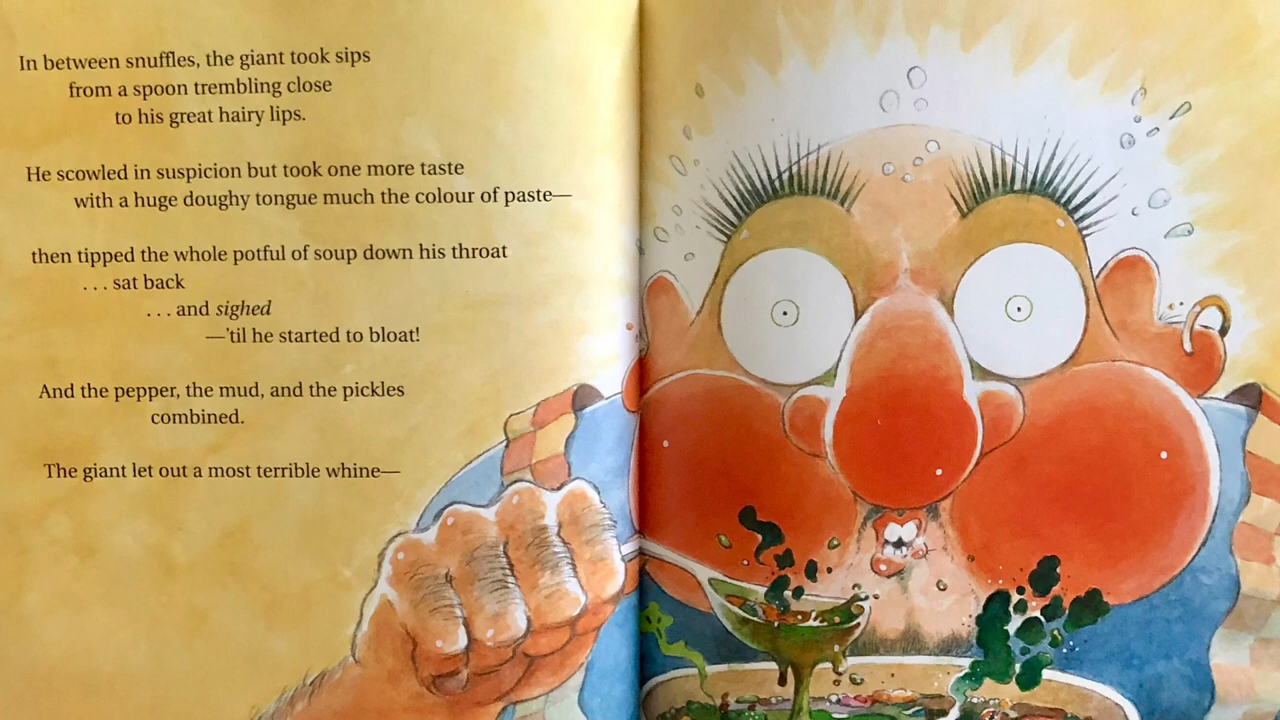 In between snuffles, the giant took sips
from a spoon trembling close
to his great hairy lips.
He scowled in suspicion but took one more taste
with a huge doughy tongue much the colour of paste—
then tipped the whole potful of soup down his throat
. . . sat back
. . . and sighed
—’til he started to bloat!
And the pepper, the mud, and the pickles
combined.
The giant let out a most terrible whine—